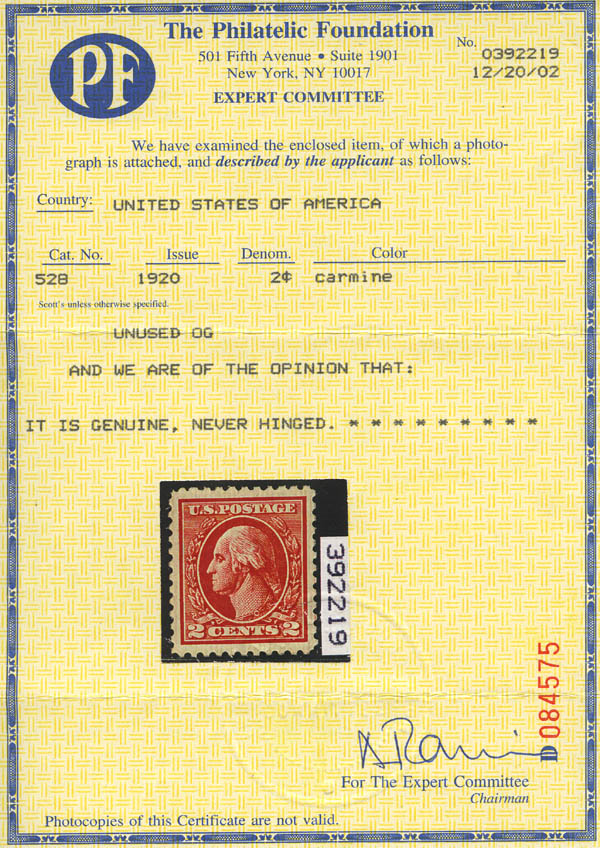 PF
The Philatelic Foundation
501 Fifth Avenue • Suite 1901
New York, NY 10017
EXPERT COMMITTEE
No. 0392219
12/20/02
We have examined the enclosed item, of which a photo-
graph is attached, and described by the applicant as follows:
Country: UNITED STATES OF AMERICA
Cat. No. Issue Denom. Color
528 1920 2¢ carmine
Scott's unless otherwise specified.
UNUSED OG
AND WE ARE OF THE OPINION THAT:
IT IS GENUINE, NEVER HINGED. * * * * * * * * *
U.S. POSTAGE
2 CENTS 2
392219
D 084575
For The Expert Committee
Chairman
Photocopies of this Certificate are not valid.